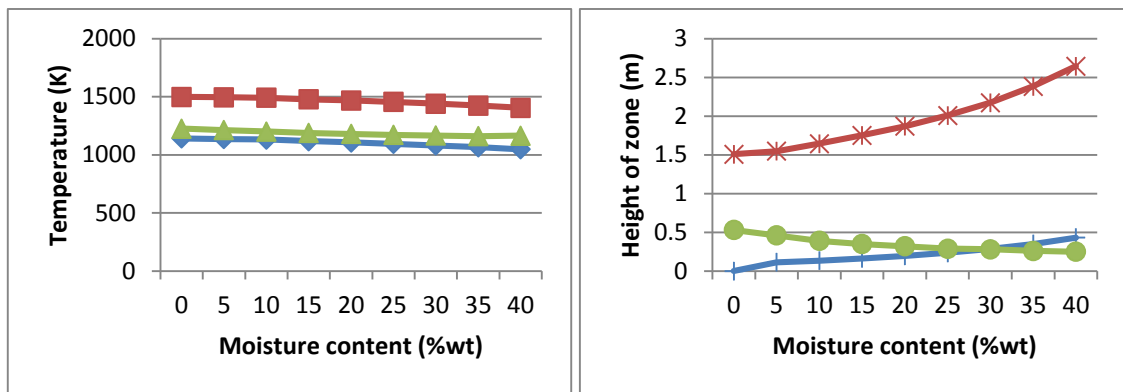 Temperature (K)
2000
1500
1000
500
0
0 5 10 15 20 25 30 35 40
Moisture content (%wt)
Height of zone (m)
3
2.5
2
1.5
1
0.5
0
0 5 10 15 20 25 30 35 40
Moisture content (%wt)